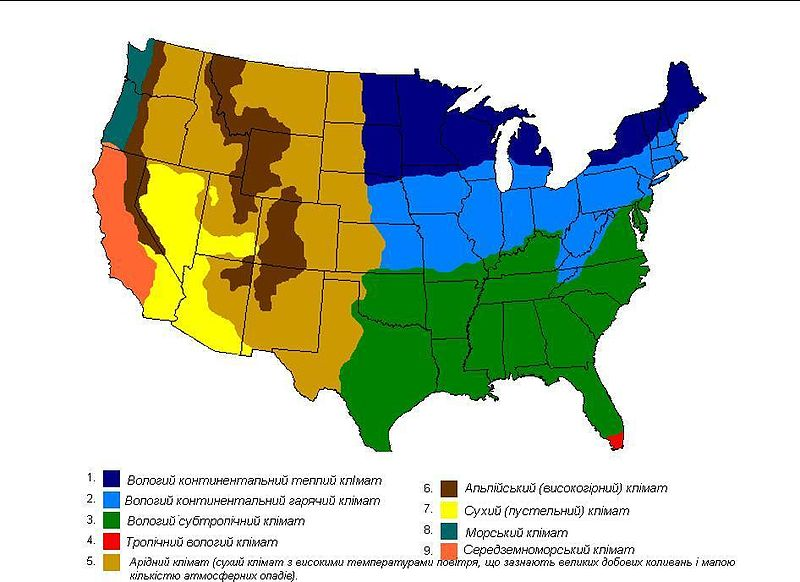 1. Вологий континентальний теплий клІмат
2. Вологий континентальний гарячий клімат
3. Вологий субтропічний клімат
4. Тропічний вологий клімат
5. Арідний клімат (сухий клімат з високими температурами повітря, що зазнають великих добових коливань і мапою
кількістю атмосферних опадів).
6. Альпійський (високогірний) клімат
7. Сухий (пустельний) клімат
8. Морський клімат
9. Середземноморський клімат